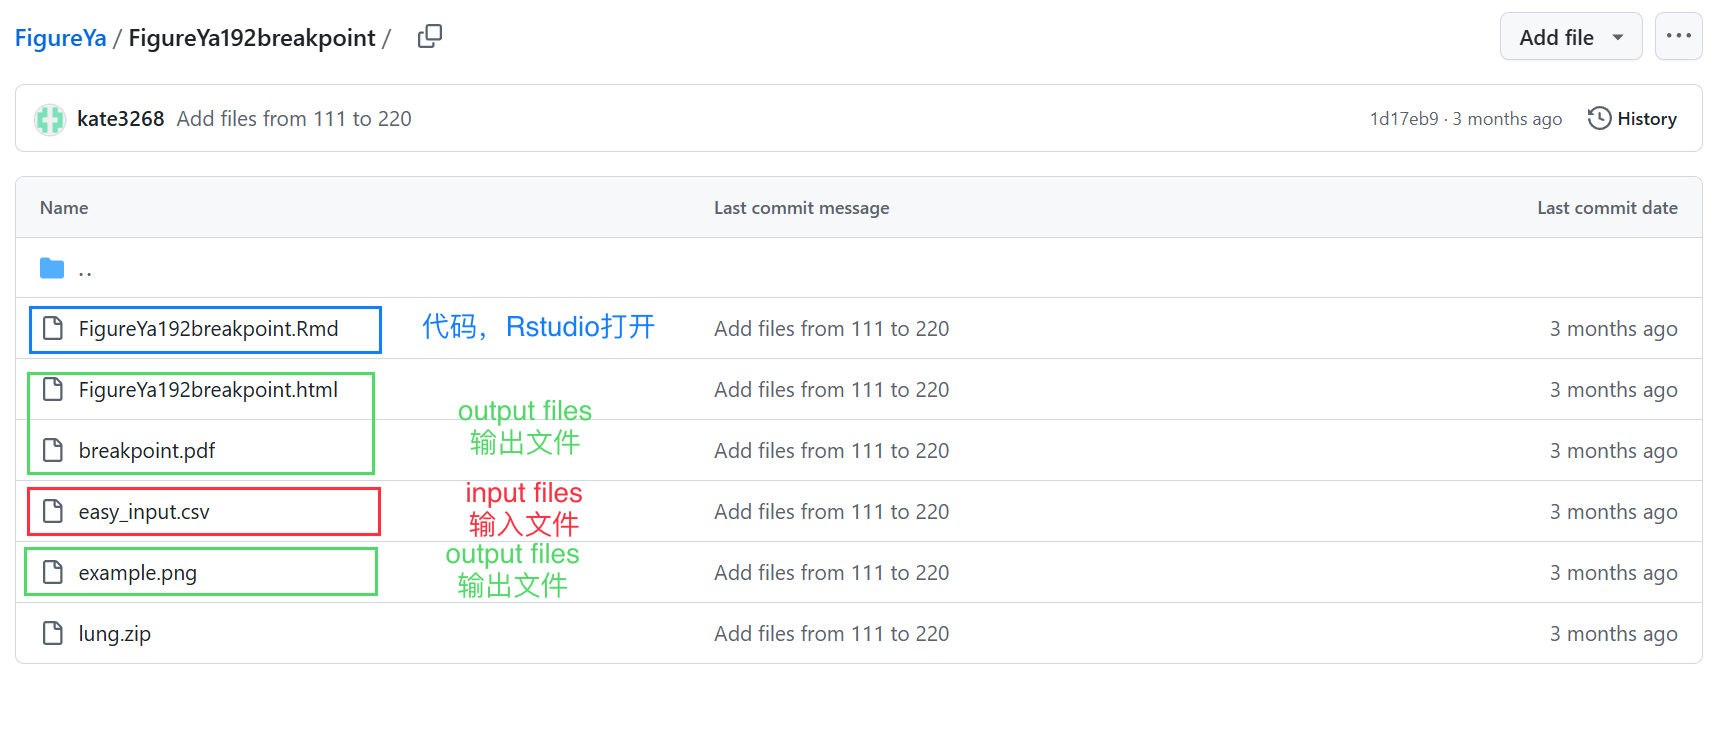 FigureYa / FigureYa192breakpoint /
Add file
kate3268 Add files from 111 to 220
1d17eb9 · 3 months ago
History
Name Last commit message Last commit date
..
FigureYa192breakpoint.Rmd 代码，Rstudio打开 Add files from 111 to 220 3 months ago
FigureYa192breakpoint.html Add files from 111 to 220 3 months ago
output files
输出文件
breakpoint.pdf Add files from 111 to 220 3 months ago
input files
easy_input.csv Add files from 111 to 220 3 months ago
输入文件
output files
example.png Add files from 111 to 220 3 months ago
输出文件
lung.zip Add files from 111 to 220 3 months ago